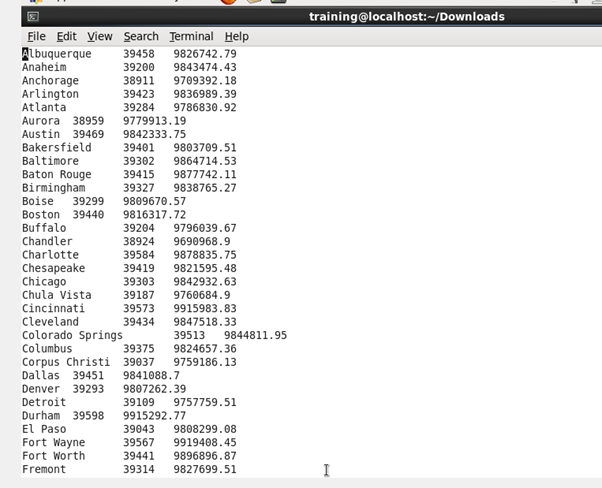 training@localhost:~/Downloads
File Edit View Search Terminal Help
Albuquerque 39458 9826742.79
Anaheim 39200 9843474.43
Anchorage 38911 9709392.18
Arlington 39423 9836989.39
Atlanta 39284 9786830.92
Aurora 38959 9779913.19
Austin 39469 9842333.75
Bakersfield 39401 9803709.51
Baltimore 39302 9864714.53
Baton Rouge 39415 9877742.11
Birmingham 39327 9838765.27
Boise 39299 9809670.57
Boston 39440 9816317.72
Buffalo 39204 9796039.67
Chandler 38924 9690968.9
Charlotte 39584 9878835.75
Chesapeake 39419 9821595.48
Chicago 39303 9842932.63
Chula Vista 39187 9760684.9
Cincinnati 39573 9915983.83
Cleveland 39434 9847518.33
Colorado Springs 39513 9844811.95
Columbus 39375 9824657.36
Corpus Christi 39037 9759186.13
Dallas 39451 9841088.7
Denver 39293 9807262.39
Detroit 39109 9757759.51
Durham 39598 9915292.77
El Paso 39043 9808299.08
Fort Wayne 39567 9919408.45
Fort Worth 39441 9896896.87
Fremont 39314 9827699.51